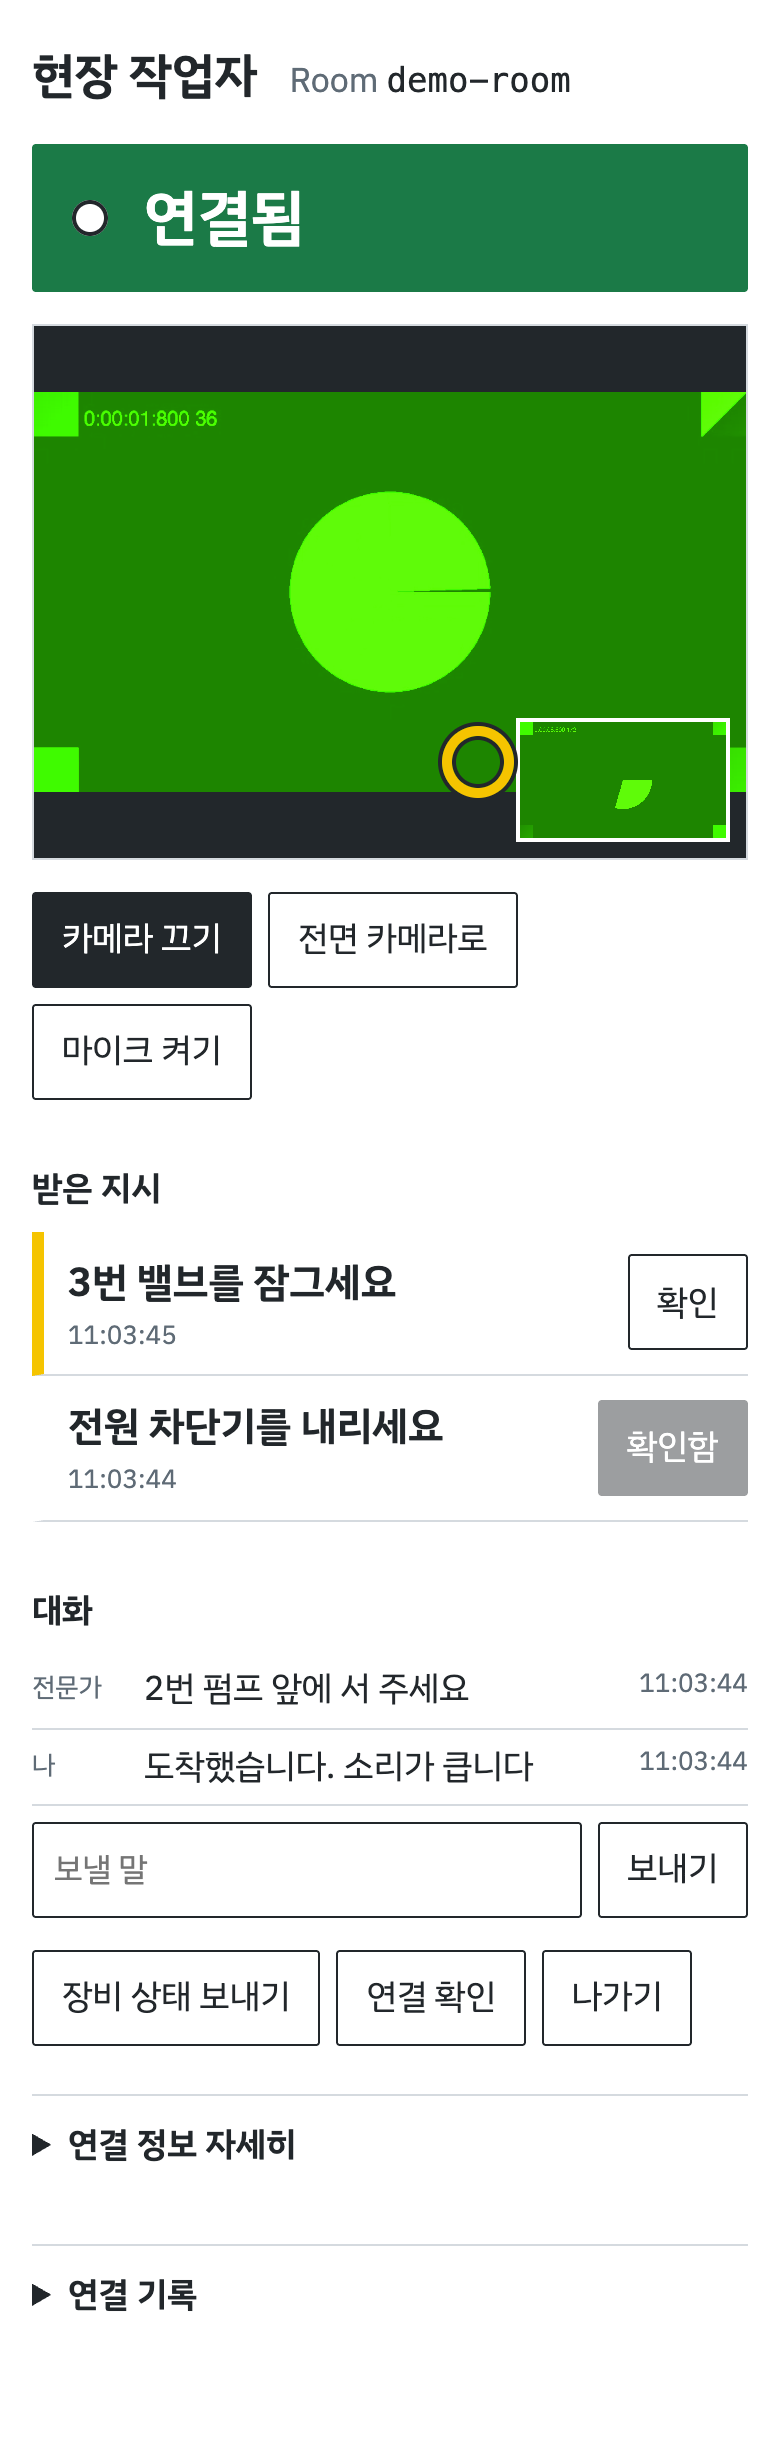 현장 작업자 Room demo-room
연결됨
0:00:01:800 36
카메라 끄기 전면 카메라로
마이크 켜기
받은 지시
3번 밸브를 잠그세요
11:03:45
확인
전원 차단기를 내리세요
11:03:44
확인함
대화
전문가 2번 펌프 앞에 서 주세요 11:03:44
나 도착했습니다. 소리가 큽니다 11:03:44
보낼 말 보내기
장비 상태 보내기 연결 확인 나가기
연결 정보 자세히
연결 기록